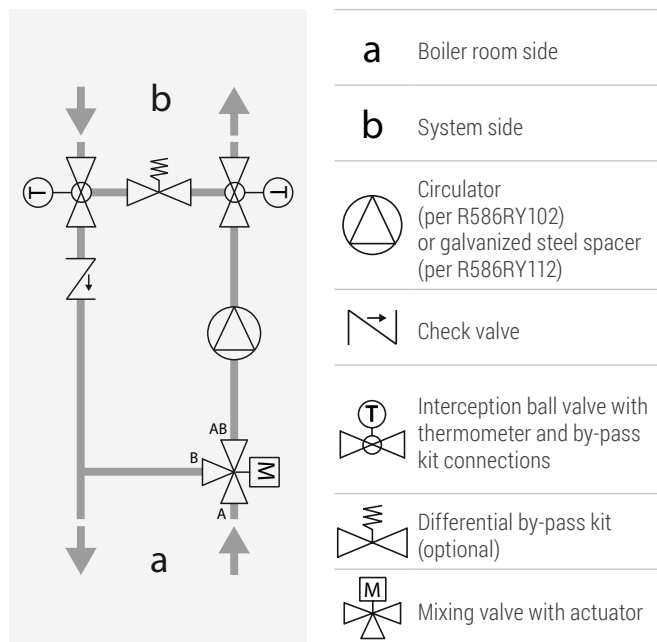 b
T
T
AB
B
M
A
a
a
Boiler room side
b
System side
Circulator
(per R586RY102)
or galvanized steel spacer
(per R586RY112)
Check valve
T
Interception ball valve with
thermometer and by-pass
kit connections
Differential by-pass kit
(optional)
M
Mixing valve with actuator